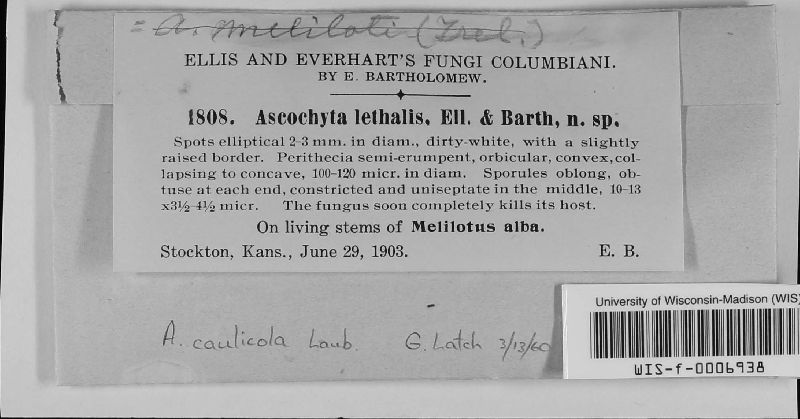 = A. Meliloti (Trel.)
ELLIS AND EVERHART'S FUNGI COLUMBIANI.
BY E. BARTHOLOMEW.
1808. Ascochyta lethalis, Ell. & Barth, n. sp.
Spots elliptical 2-3 mm. in diam., dirty-white, with a slightly
raised border. Perithecia semi-erumpent, orbicular, convex, col-
lapsing to concave, 100-120 micr. in diam. Sporules oblong, ob-
tuse at each end, constricted and uniseptate in the middle, 10-13
x3½-4½ micr. The fungus soon completely kills its host.
On living stems of Melilotus alba.
Stockton, Kans., June 29, 1903. E. B.
University of Wisconsin-Madison (WIS)
WIS-f-0006938
A. caulicola Laub. G. Latch 3/13/60